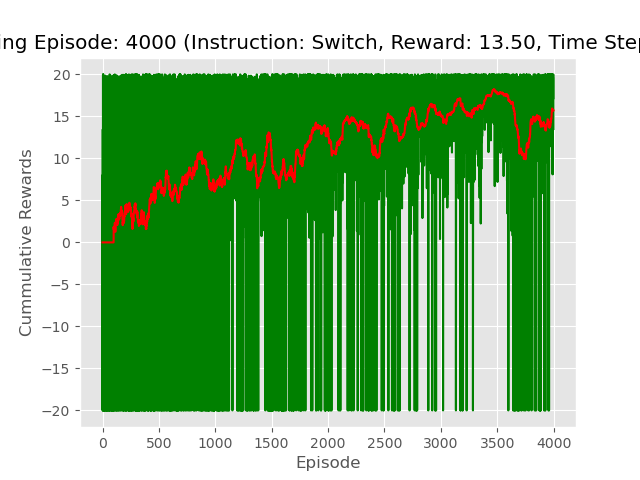 ing Episode: 4000 (Instruction: Switch, Reward: 13.50, Time Step
20
15
10
5
0
−5
−10
−15
−20
Cummulative Rewards
0 500 1000 1500 2000 2500 3000 3500 4000
Episode